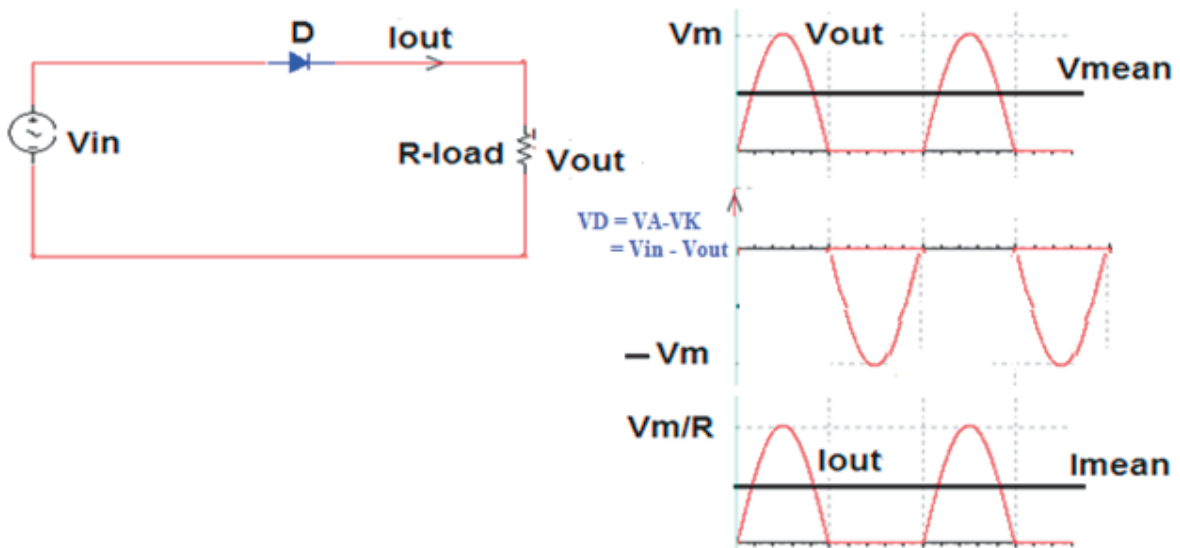 D
Iout
Vin
R-load
Vout
Vm
Vout
Vmean
VD = VA-VK
= Vin - Vout
– Vm
Vm/R
Iout
Imean